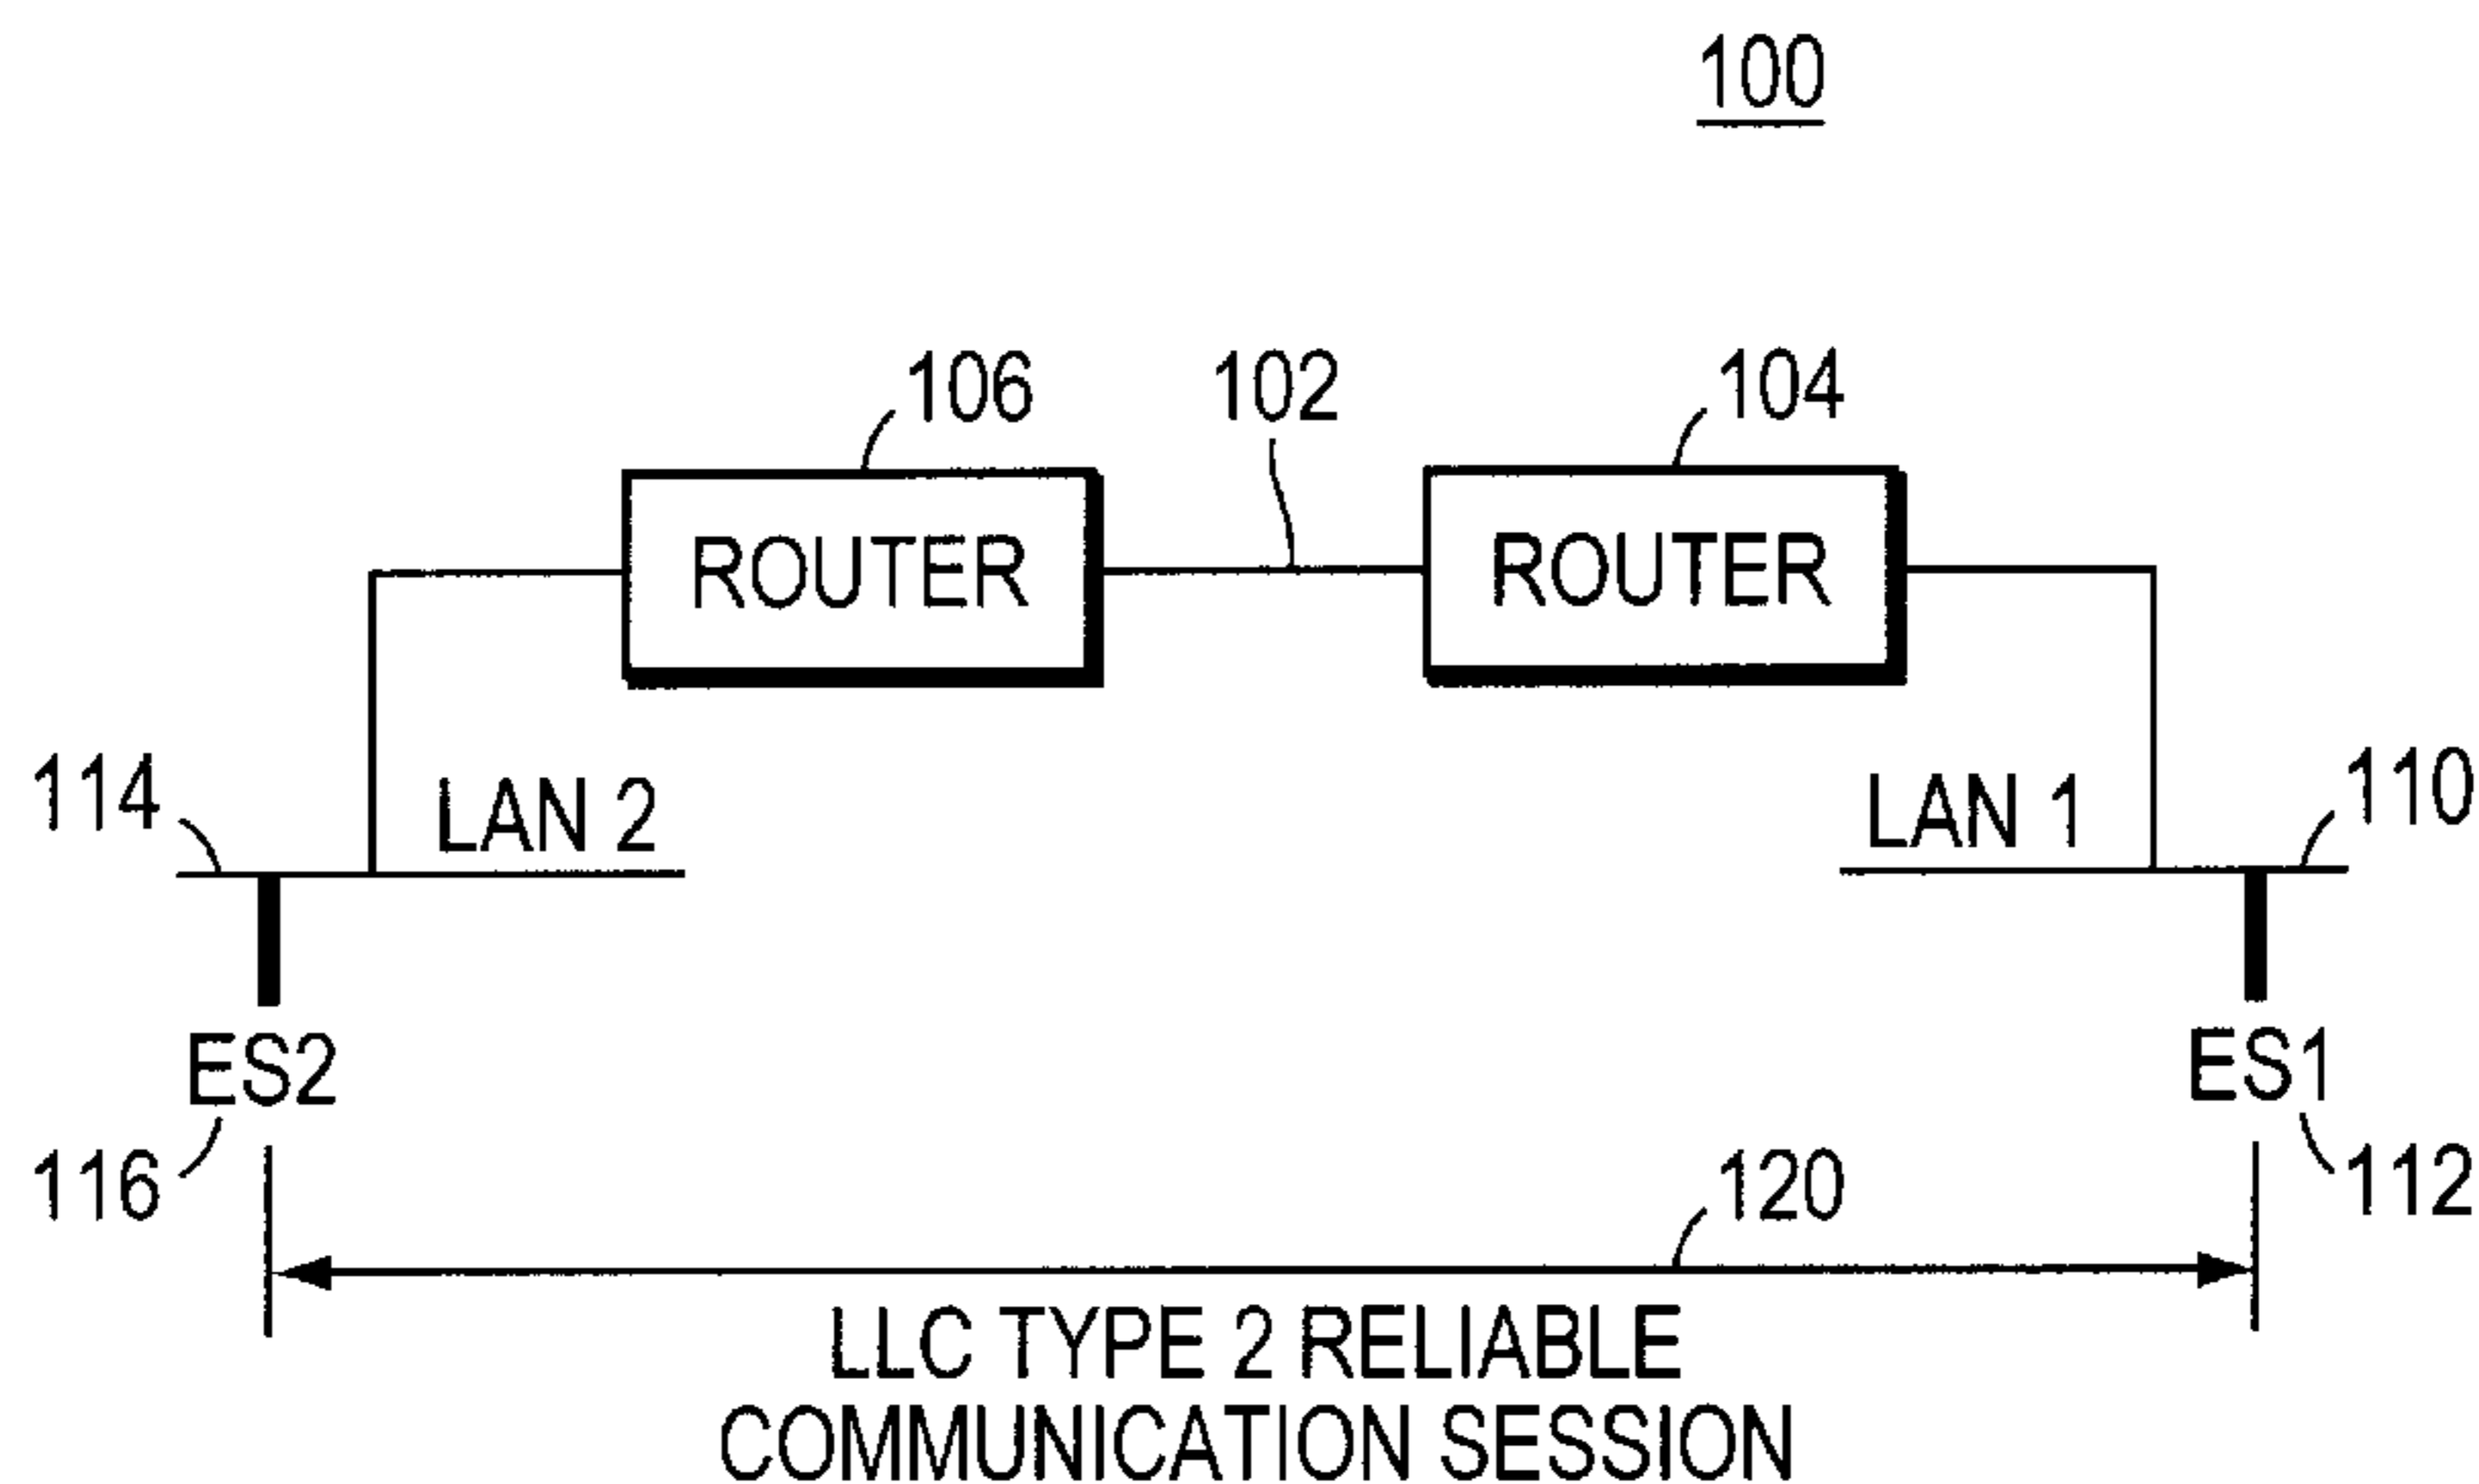 100
106
102
104
ROUTER
ROUTER
114
LAN 2
LAN 1
110
ES2
ES1
116
120
112
LLC TYPE 2 RELIABLE
COMMUNICATION SESSION